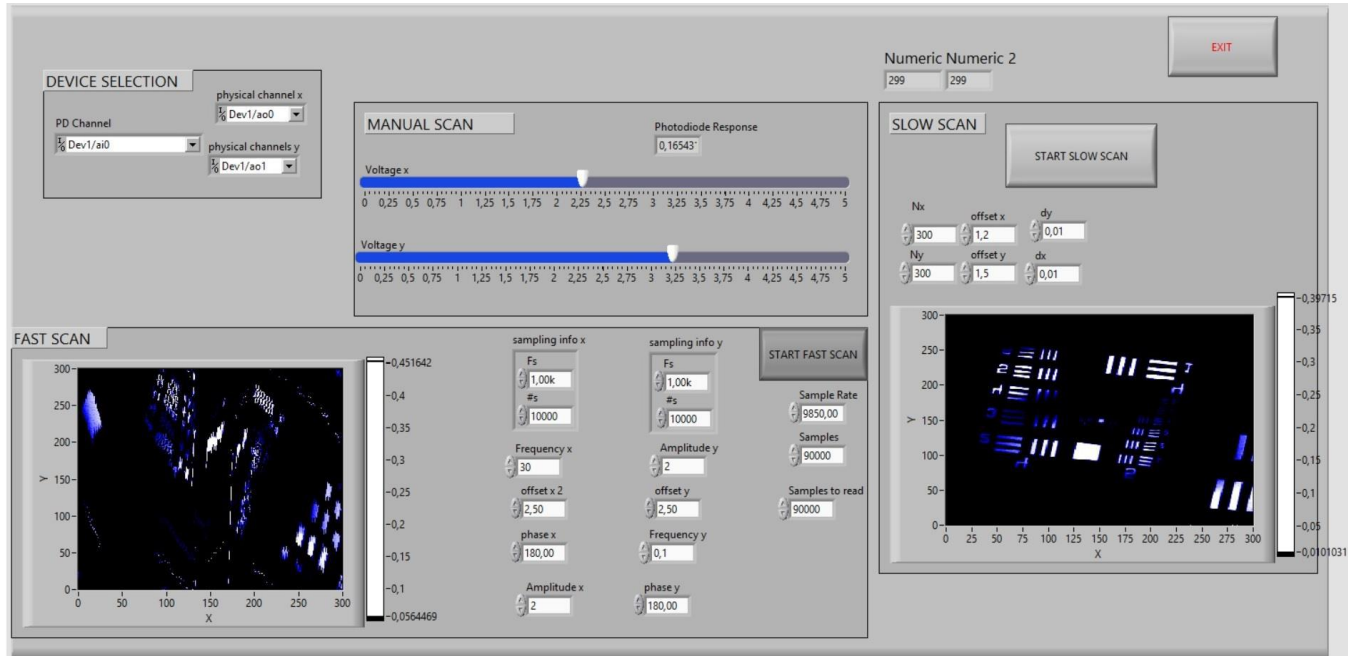 EXIT
Numeric Numeric 2
299 299
DEVICE SELECTION
physical channel x
Dev1/ao0
PD Channel
Dev1/ai0
physical channels y
Dev1/ao1
MANUAL SCAN
Photodiode Response
0,16543
Voltage x
0 0,25 0,5 0,75 1 1,25 1,5 1,75 2 2,25 2,5 2,75 3 3,25 3,5 3,75 4 4,25 4,5 4,75 5
Voltage y
0 0,25 0,5 0,75 1 1,25 1,5 1,75 2 2,25 2,5 2,75 3 3,25 3,5 3,75 4 4,25 4,5 4,75 5
SLOW SCAN
START SLOW SCAN
Nx offset x dy
300 1,2 0,01
Ny offset y dx
300 1,5 0,01
300
250
200
150
100
50
0
Y
0 25 50 75 100 125 150 175 200 225 250 275 300
X
0,39715
0,35
0,3
0,25
0,2
0,15
0,1
0,05
-0,0101031
FAST SCAN
300
250
200
150
100
50
0
Y
0 50 100 150 200 250 300
X
0,451642
0,4
0,35
0,3
0,25
0,2
0,15
0,1
0,0564469
sampling info x
Fs
1,00k
#s
10000
Frequency x
30
offset x 2
2,50
phase x
180,00
Amplitude x
2
sampling info y
Fs
1,00k
#s
10000
Amplitude y
2
offset y
2,50
Frequency y
0,1
phase y
180,00
START FAST SCAN
Sample Rate
9850,00
Samples
90000
Samples to read
90000